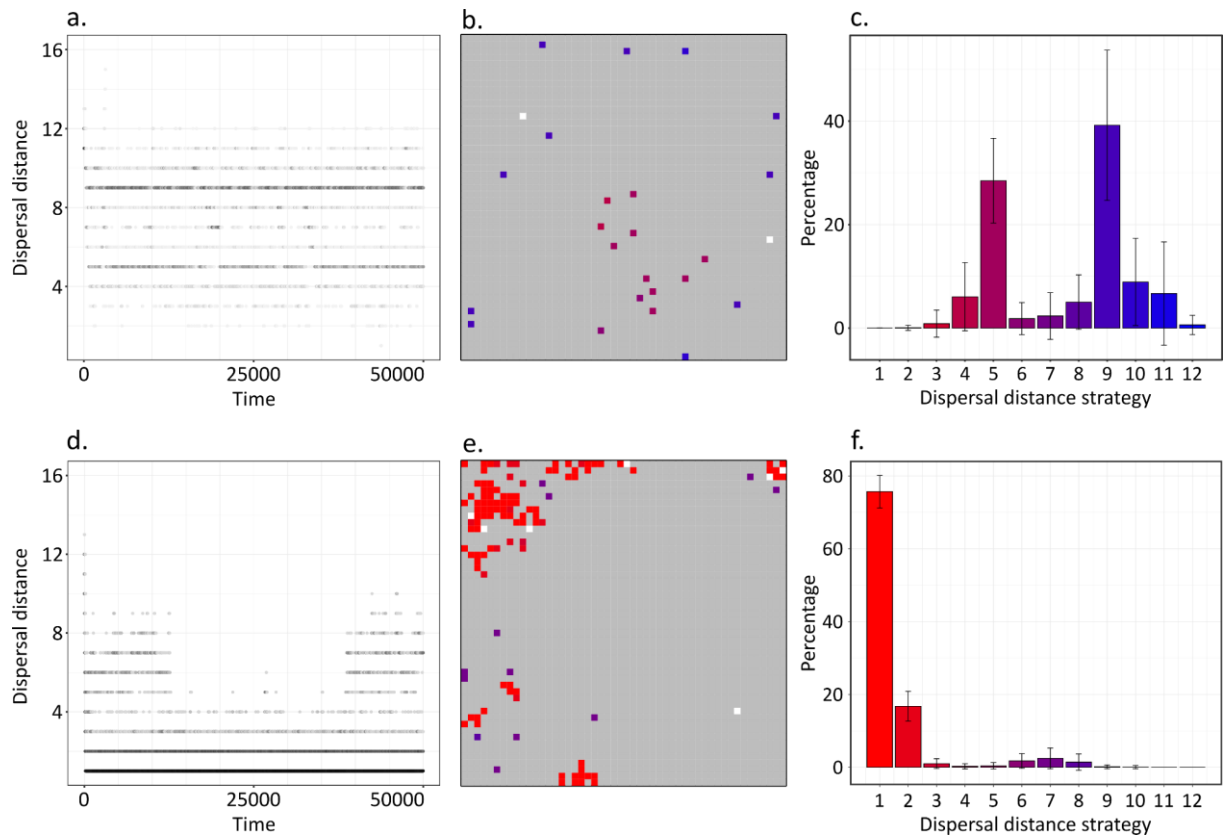 a.
Dispersal distance
16
12
8
4
0
25000
50000
Time
b.
c.
Percentage
40
20
0
1 2 3 4 5 6 7 8 9 10 11 12
Dispersal distance strategy
d.
Dispersal distance
16
12
8
4
0
25000
50000
Time
e.
f.
Percentage
80
60
40
20
0
1 2 3 4 5 6 7 8 9 10 11 12
Dispersal distance strategy